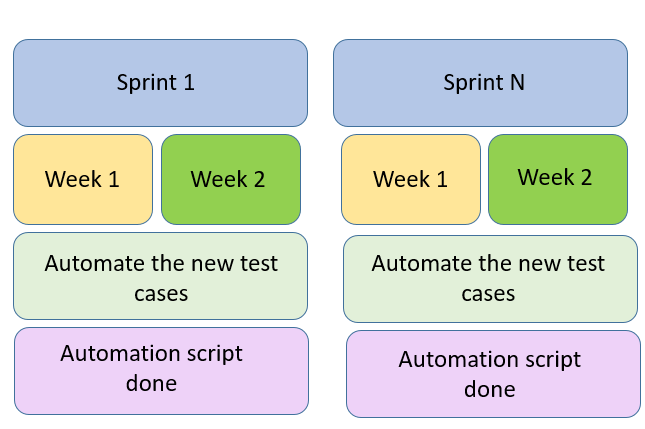 Sprint 1
Sprint N
Week 1
Week 2
Week 1
Week 2
Automate the new test
cases
Automate the new test
cases
Automation script
done
Automation script
done